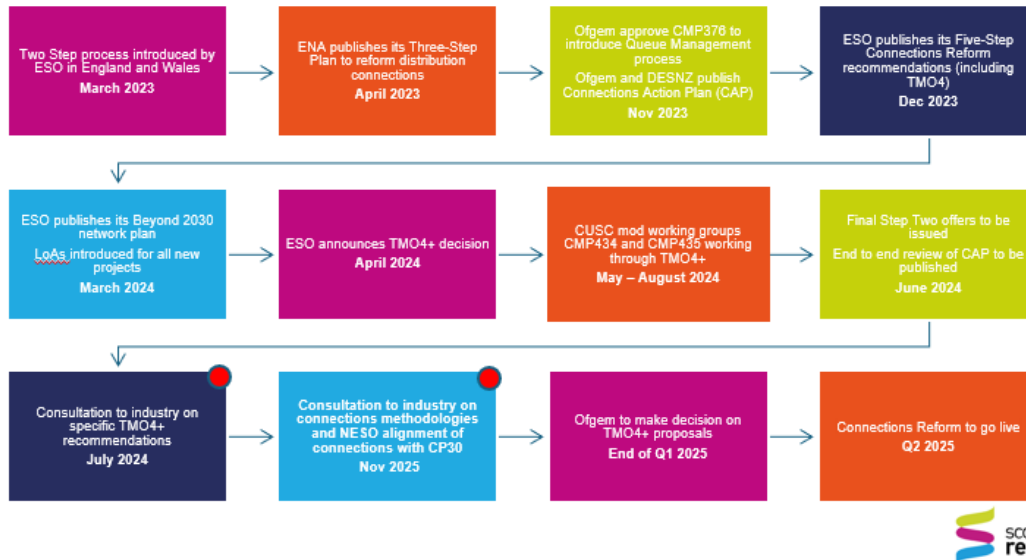 Two Step process introduced by
ESO in England and Wales
March 2023
ENA publishes its Three-Step
Plan to reform distribution
connections
April 2023
Ofgem approve CMP376 to
introduce Queue Management
process
Ofgem and DESNZ publish
Connections Action Plan (CAP)
Nov 2023
ESO publishes its Five-Step
Connections Reform
recommendations (including
TMO4)
Dec 2023
ESO publishes its Beyond 2030
network plan
LoAs introduced for all new
projects
March 2024
ESO announces TMO4+ decision
April 2024
CUSC mod working groups
CMP434 and CMP435 working
through TMO4+
May – August 2024
Final Step Two offers to be
issued
End to end review of CAP to be
published
June 2024
Consultation to industry on
specific TMO4+
recommendations
July 2024
Consultation to industry on
connections methodologies
and NESO alignment of
connections with CP30
Nov 2025
Ofgem to make decision on
TMO4+ proposals
End of Q1 2025
Connections Reform to go live
Q2 2025